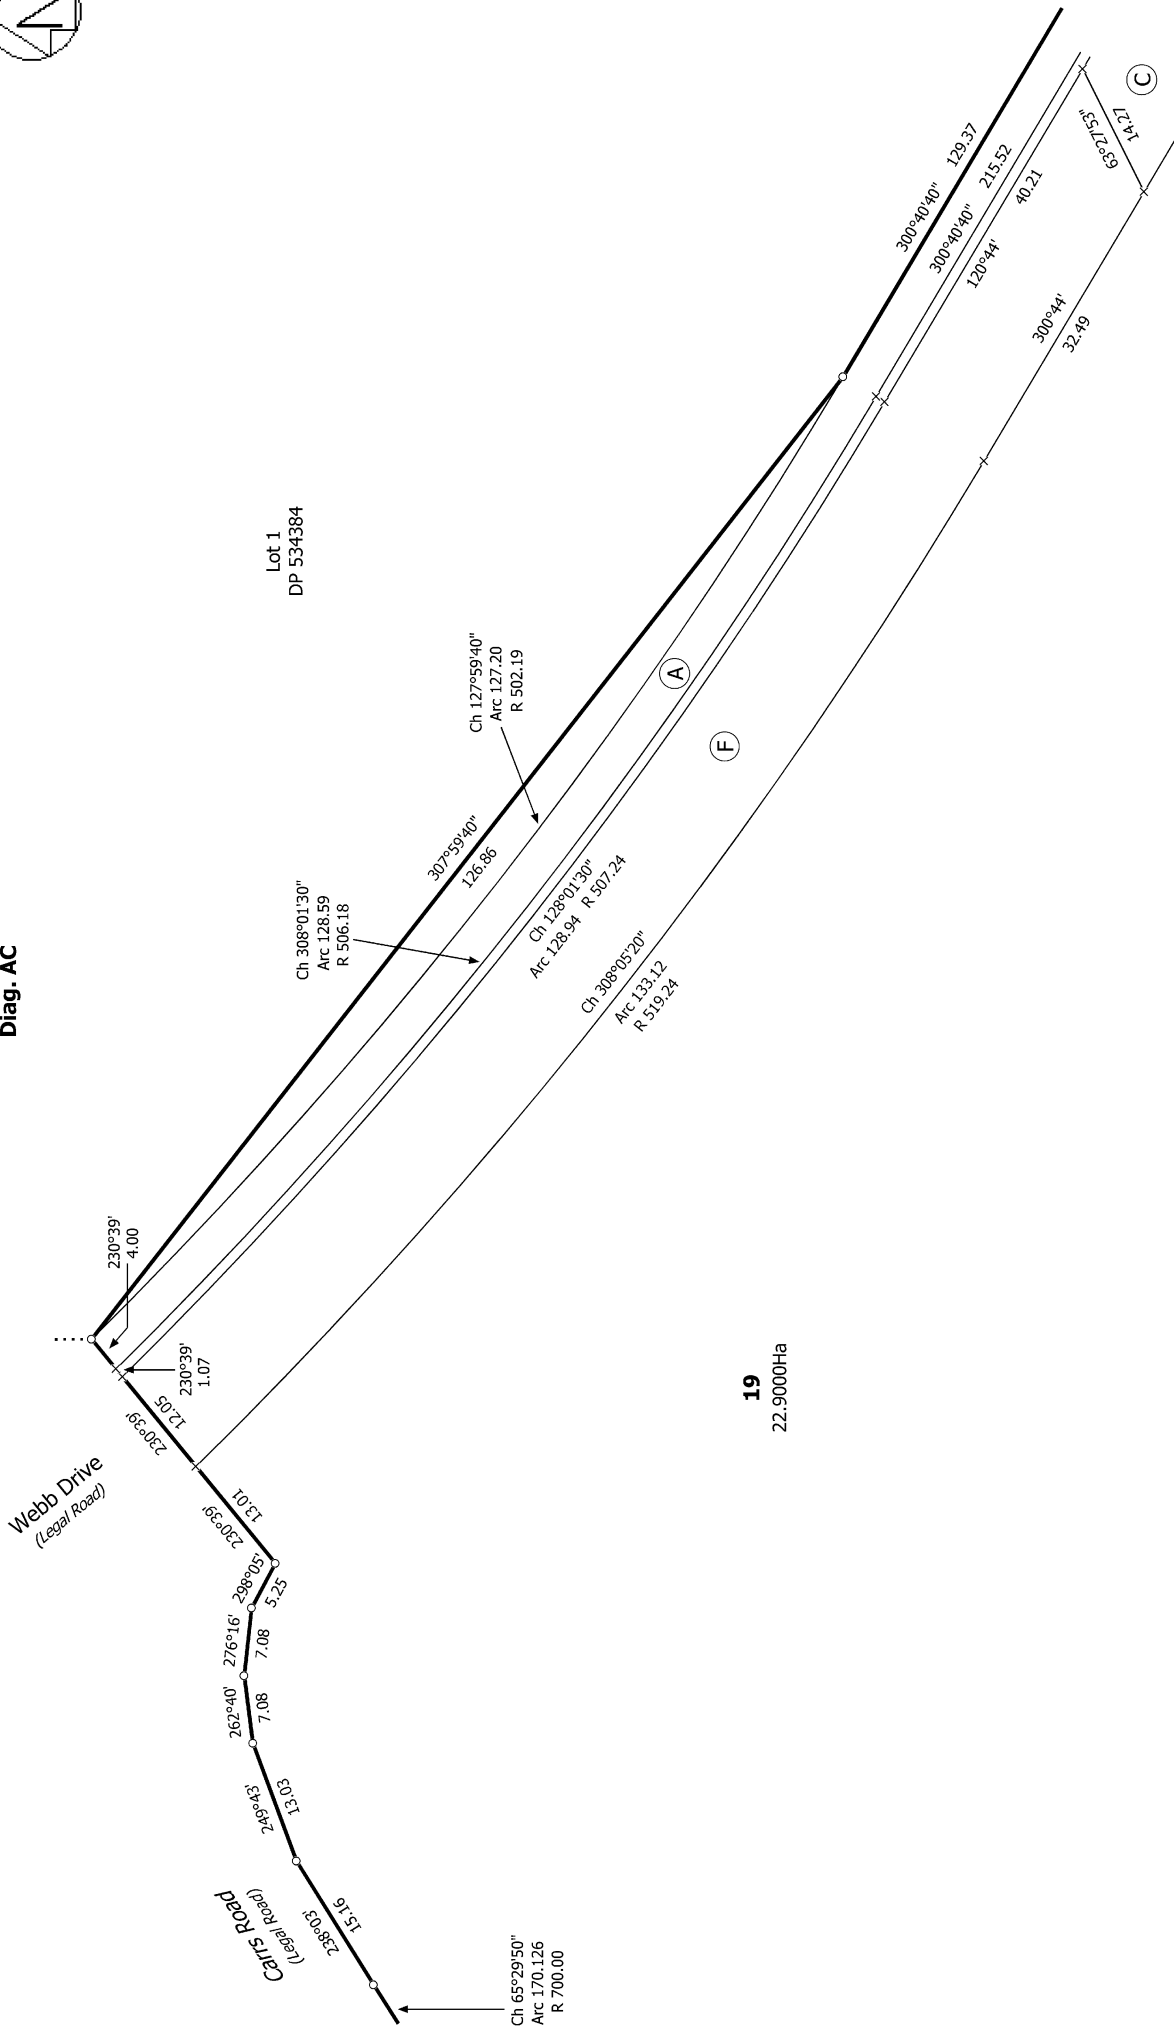 Diag. AC
Lot 1
DP 534384
C
63°27'53"
14.27
300°40'40"
129.37
300°40'40"
215.52
120°44'
40.21
300°44'
32.49
Ch 127°59'40"
Arc 127.20
R 502.19
A
F
307°59'40"
126.86
Ch 308°01'30"
Arc 128.59
R 506.18
Ch 128°01'30"
Arc 128.94 R 507.24
Ch 308°05'20"
Arc 133.12
R 519.24
230°39'
4.00
230°39'
1.07
230°39'
12.05
Webb Drive
(Legal Road)
230°39'
13.01
298°05'
5.25
276°16'
7.08
262°40'
7.08
249°43'
13.03
Carrs Road
(Legal Road)
238°03'
15.16
Ch 65°29'50"
Arc 170.126
R 700.00
19
22.9000Ha